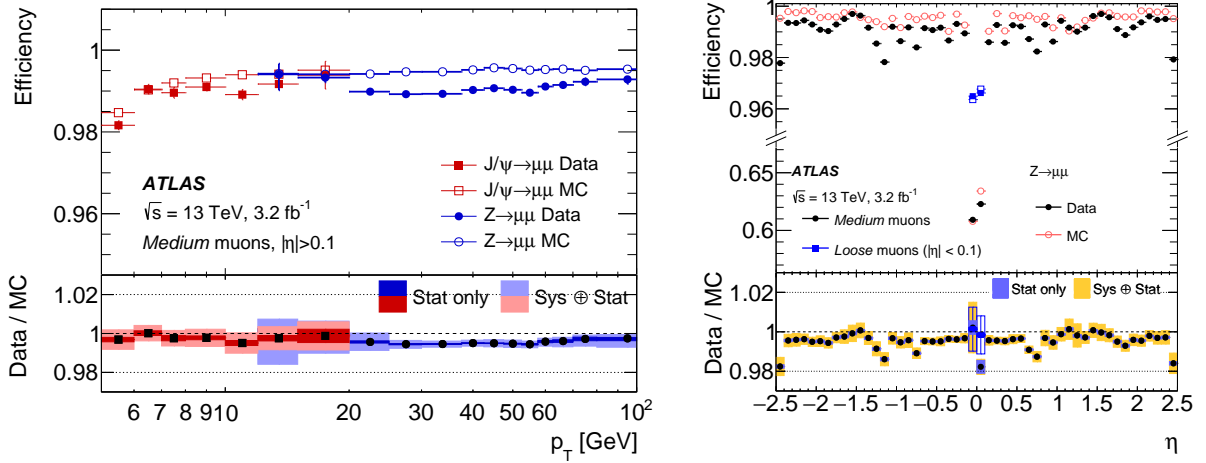 Efficiency
1
0.98
0.96
ATLAS
√s = 13 TeV, 3.2 fb⁻¹
Medium muons, |η|>0.1
J/ψ→μμ Data
J/ψ→μμ MC
Z→μμ Data
Z→μμ MC
Data / MC
1.02
1
0.98
Stat only
Sys ⊕ Stat
6 7 8 9 10 20 30 40 50 60 10²
p_T [GeV]
Efficiency
1
0.98
0.96
0.65
0.6
ATLAS
√s = 13 TeV, 3.2 fb⁻¹
Medium muons
Loose muons (|η| < 0.1)
Z→μμ
Data
MC
Data / MC
1.02
1
0.98
Stat only
Sys ⊕ Stat
−2.5 −2 −1.5 −1 −0.5 0 0.5 1 1.5 2 2.5
η